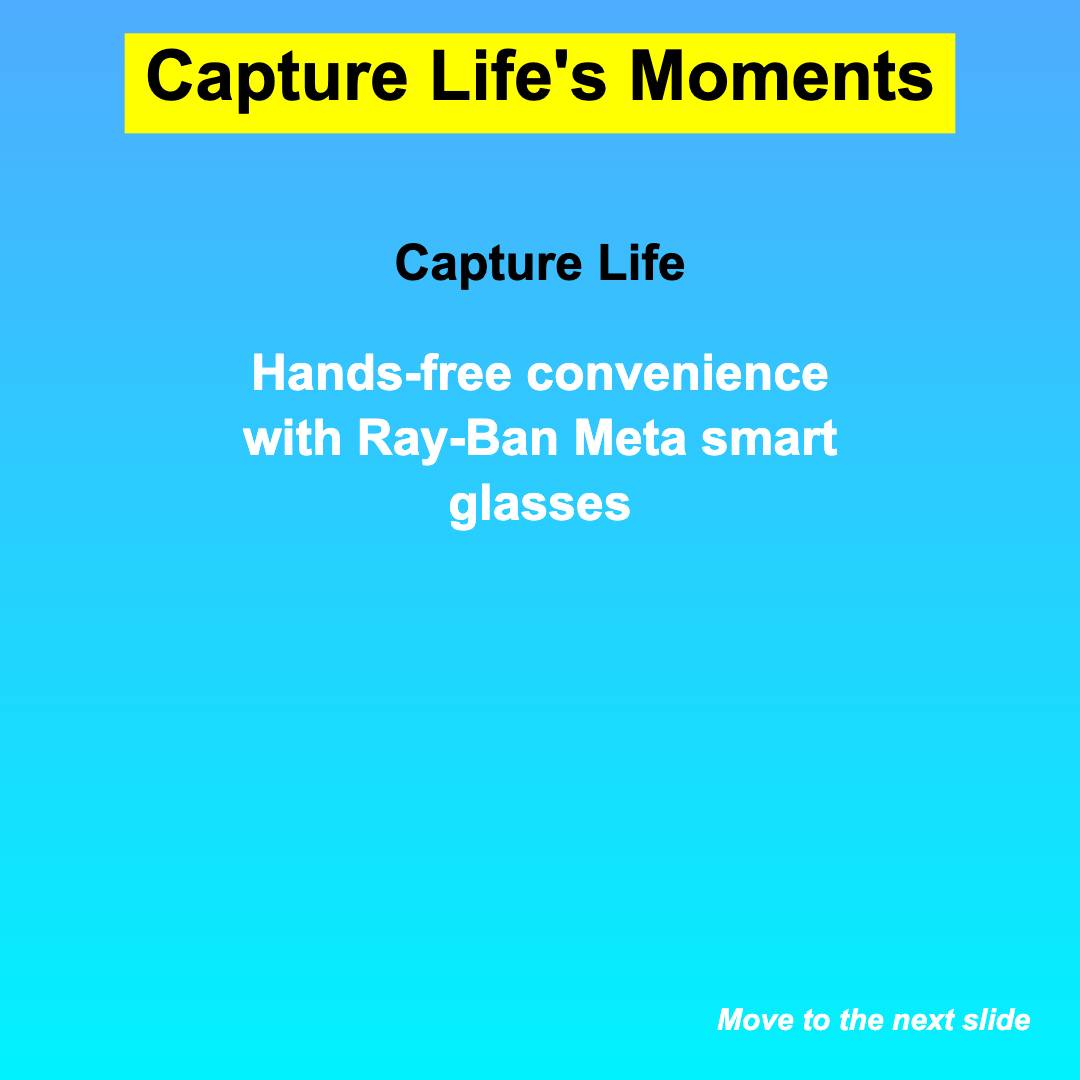 Capture Life's Moments
Capture Life
Hands-free convenience
with Ray-Ban Meta smart
glasses
Move to the next slide